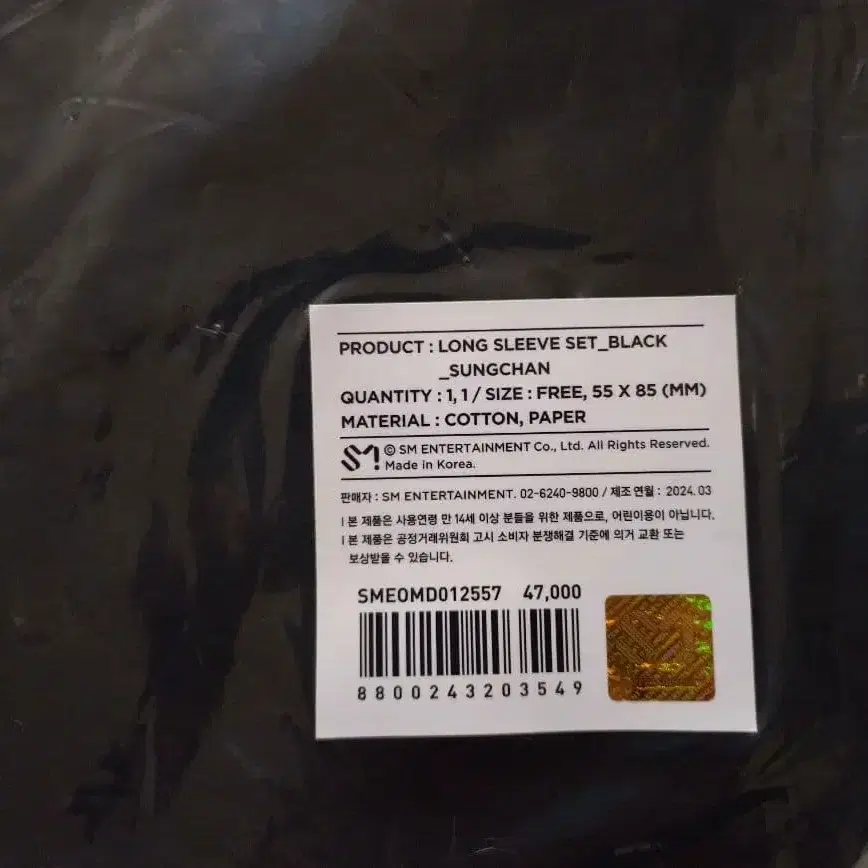 PRODUCT : LONG SLEEVE SET_BLACK
_SUNGCHAN
QUANTITY : 1, 1 / SIZE : FREE, 55 X 85 (MM)
MATERIAL : COTTON, PAPER
SM! © SM ENTERTAINMENT Co., Ltd. All Rights Reserved.
Made in Korea.
판매자 : SM ENTERTAINMENT. 02-6240-9800 / 제조 연월 : 2024. 03
l 본 제품은 사용연령 만 14세 이상 분들을 위한 제품으로, 어린이용이 아닙니다.
l 본 제품은 공정거래위원회 고시 소비자 분쟁해결 기준에 의거 교환 또는
보상받을 수 있습니다.
SMEOMD012557 47,000
8800243203549